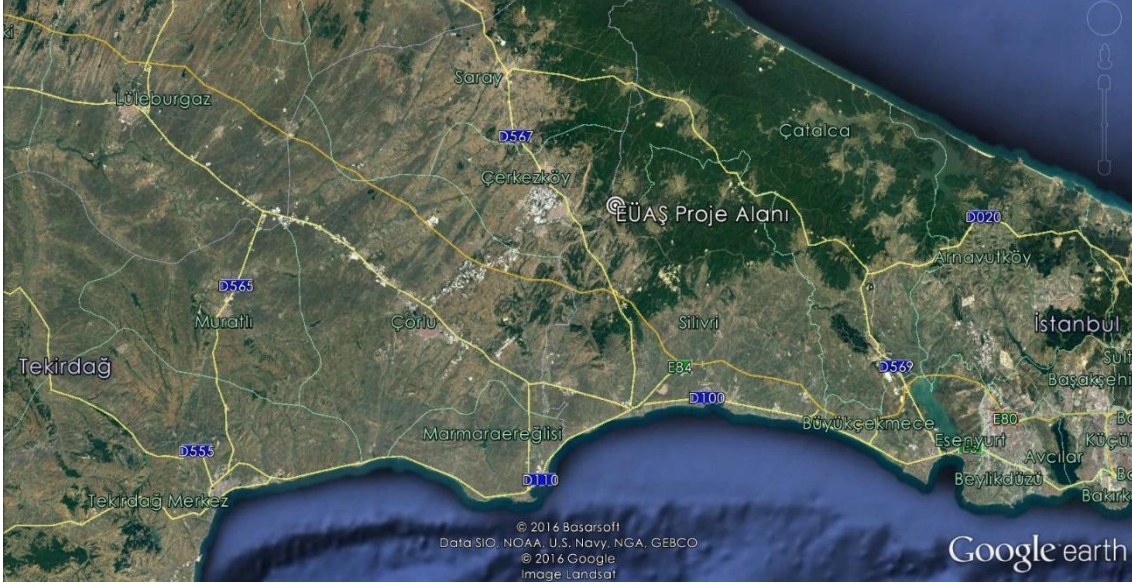 ki
Saray
Lüleburgaz
D567
Çatalca
Çerkezköy
EÜAŞ Proje Alanı
D020
Arnavutköy
D565
Muratlı
Çorlu
Silivri
İstanbul
Tekirdağ
E84
D569
Başakşehi
D100
Marmaraereğlisi
Büyükçekmece
E80
D555
Esenyurt
Avcılar
Beylikdüzü
D110
Tekirdağ Merkez
© 2016 Basarsoft
Data SIO, NOAA, U.S. Navy, NGA, GEBCO
© 2016 Google
Image Landsat
Google earth